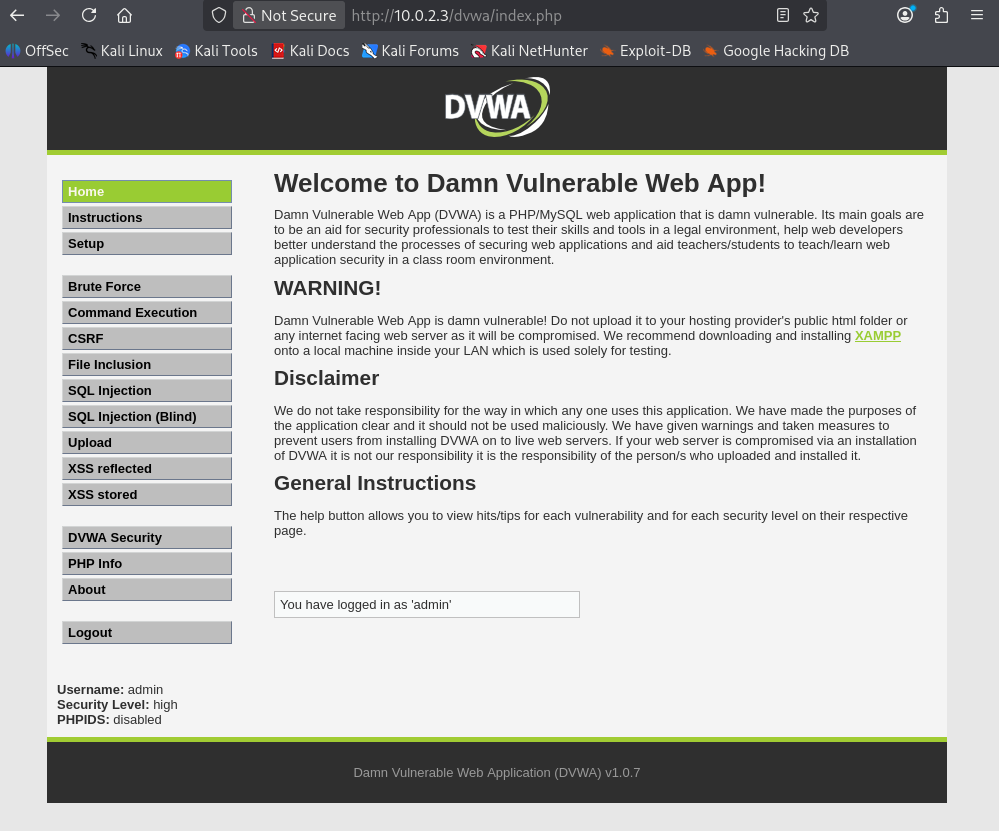 Not Secure http://10.0.2.3/dvwa/index.php
OffSec Kali Linux Kali Tools Kali Docs Kali Forums Kali NetHunter Exploit-DB Google Hacking DB
DVWA
Home
Instructions
Setup
Brute Force
Command Execution
CSRF
File Inclusion
SQL Injection
SQL Injection (Blind)
Upload
XSS reflected
XSS stored
DVWA Security
PHP Info
About
Logout
Welcome to Damn Vulnerable Web App!
Damn Vulnerable Web App (DVWA) is a PHP/MySQL web application that is damn vulnerable. Its main goals are
to be an aid for security professionals to test their skills and tools in a legal environment, help web developers
better understand the processes of securing web applications and aid teachers/students to teach/learn web
application security in a class room environment.
WARNING!
Damn Vulnerable Web App is damn vulnerable! Do not upload it to your hosting provider's public html folder or
any internet facing web server as it will be compromised. We recommend downloading and installing XAMPP
onto a local machine inside your LAN which is used solely for testing.
Disclaimer
We do not take responsibility for the way in which any one uses this application. We have made the purposes of
the application clear and it should not be used maliciously. We have given warnings and taken measures to
prevent users from installing DVWA on to live web servers. If your web server is compromised via an installation
of DVWA it is not our responsibility it is the responsibility of the person/s who uploaded and installed it.
General Instructions
The help button allows you to view hits/tips for each vulnerability and for each security level on their respective
page.
You have logged in as 'admin'
Username: admin
Security Level: high
PHPIDS: disabled
Damn Vulnerable Web Application (DVWA) v1.0.7